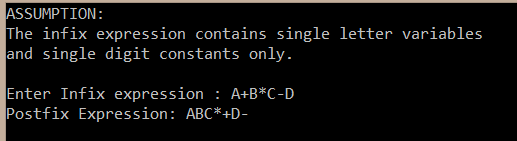 ASSUMPTION:
The infix expression contains single letter variables
and single digit constants only.
Enter Infix expression : A+B*C-D
Postfix Expression: ABC*+D-